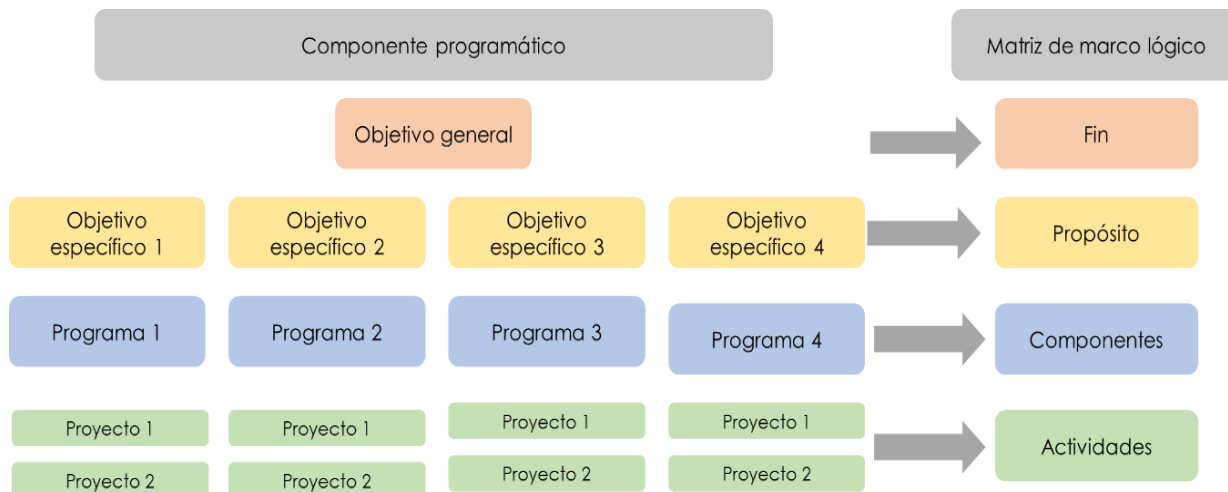 Componente programático
Matriz de marco lógico
Objetivo general
Fin
Objetivo
específico 1
Objetivo
específico 2
Objetivo
específico 3
Objetivo
específico 4
Propósito
Programa 1
Programa 2
Programa 3
Programa 4
Componentes
Proyecto 1
Proyecto 1
Proyecto 1
Proyecto 1
Actividades
Proyecto 2
Proyecto 2
Proyecto 2
Proyecto 2